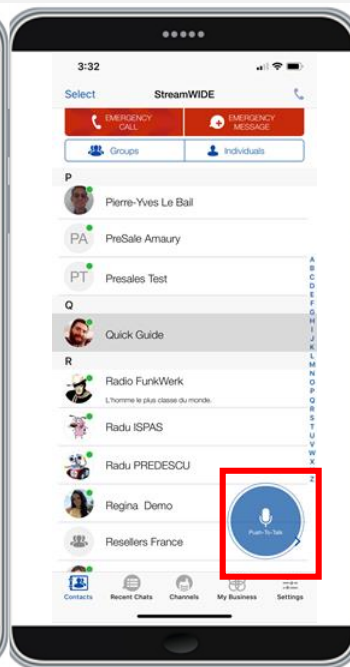 3:32
Select StreamWIDE
EMERGENCY CALL EMERGENCY MESSAGE
Groups Individuals
P
Pierre-Yves Le Bail
PA PreSale Amaury
PT Presales Test
Q
Quick Guide
R
Radio FunkWerk
L'homme le plus classe du monde.
Radu ISPAS
Radu PREDESCU
Regina Demo
Resellers France
Push-To-Talk
A
B
C
D
E
F
G
H
I
J
K
L
M
N
O
P
Q
R
S
T
U
V
W
X
Z
Contacts Recent Chats Channels My Business Settings